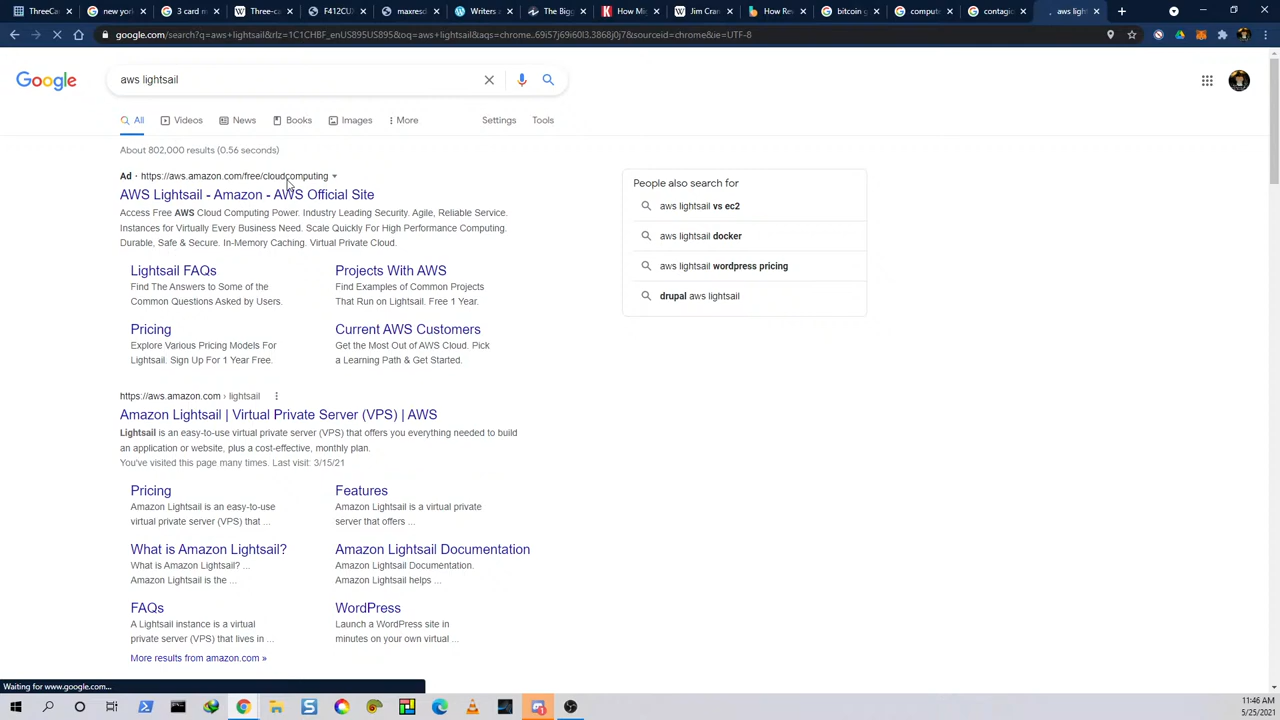 Three-ca
new yor
3 card m
Three-ca
F412CUX
maxresd
Writers a
The Big
How Mic
Jim Cran
How Rev
bitcoin g
compute
contagio
aws light
google.com/search?q=aws+lightsail&rlz=1C1CHBF_enUS895US895&oq=aws+lightsail&aqs=chrome..69i57j69i60l3.3868j0j7&sourceid=chrome&ie=UTF-8
Google
aws lightsail
All
Videos
News
Books
Images
More
Settings
Tools
About 802,000 results (0.56 seconds)
Ad · https://aws.amazon.com/free/cloudcomputing
AWS Lightsail - Amazon - AWS Official Site
Access Free AWS Cloud Computing Power. Industry Leading Security. Agile, Reliable Service.
Instances for Virtually Every Business Need. Scale Quickly For High Performance Computing.
Durable, Safe & Secure. In-Memory Caching. Virtual Private Cloud.
Lightsail FAQs
Find The Answers to Some of the
Common Questions Asked by Users.
Projects With AWS
Find Examples of Common Projects
That Run on Lightsail. Free 1 Year.
Pricing
Explore Various Pricing Models For
Lightsail. Sign Up For 1 Year Free.
Current AWS Customers
Get the Most Out of AWS Cloud. Pick
a Learning Path & Get Started.
https://aws.amazon.com › lightsail
Amazon Lightsail | Virtual Private Server (VPS) | AWS
Lightsail is an easy-to-use virtual private server (VPS) that offers you everything needed to build
an application or website, plus a cost-effective, monthly plan.
You've visited this page many times. Last visit: 3/15/21
Pricing
Amazon Lightsail is an easy-to-use
virtual private server (VPS) that ...
Features
Amazon Lightsail is a virtual private
server that offers ...
What is Amazon Lightsail?
What is Amazon Lightsail? ...
Amazon Lightsail is the ...
Amazon Lightsail Documentation
Amazon Lightsail Documentation.
Amazon Lightsail helps ...
FAQs
A Lightsail instance is a virtual
private server (VPS) that lives in ...
WordPress
Launch a WordPress site in
minutes on your own virtual ...
More results from amazon.com »
People also search for
aws lightsail vs ec2
aws lightsail docker
aws lightsail wordpress pricing
drupal aws lightsail
Waiting for www.google.com...
11:46 AM
5/25/2021